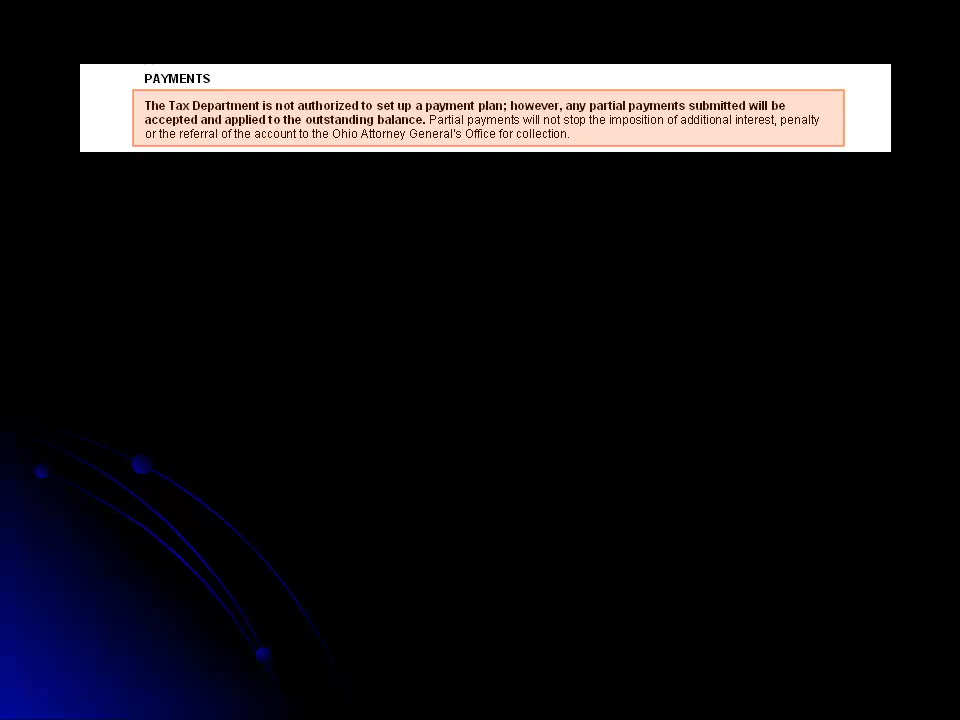 PAYMENTS
The Tax Department is not authorized to set up a payment plan; however, any partial payments submitted will be
accepted and applied to the outstanding balance. Partial payments will not stop the imposition of additional interest, penalty
or the referral of the account to the Ohio Attorney General's Office for collection.